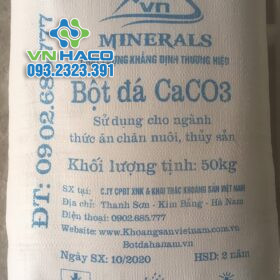 VNHACO
093.2323.391
VN
MINERALS
KHẲNG ĐỊNH THƯƠNG HIỆU
Bột đá CaCO3
Sử dụng cho ngành
thức ăn chăn nuôi, thủy sản
Khối lượng tịnh: 50kg
SX tại: C.TY CPĐT XNK & KHAI THÁC KHOÁNG SẢN VIỆT NAM
Địa chỉ: Thanh Sơn - Kim Bảng - Hà Nam
Điện thoại: 0902.685.777
Website: www.Khoangsanvietnam.com.vn
Botdahanam.vn
Ngày SX: 10/2020
HSD: 2 năm
ĐT: 0902.685.777